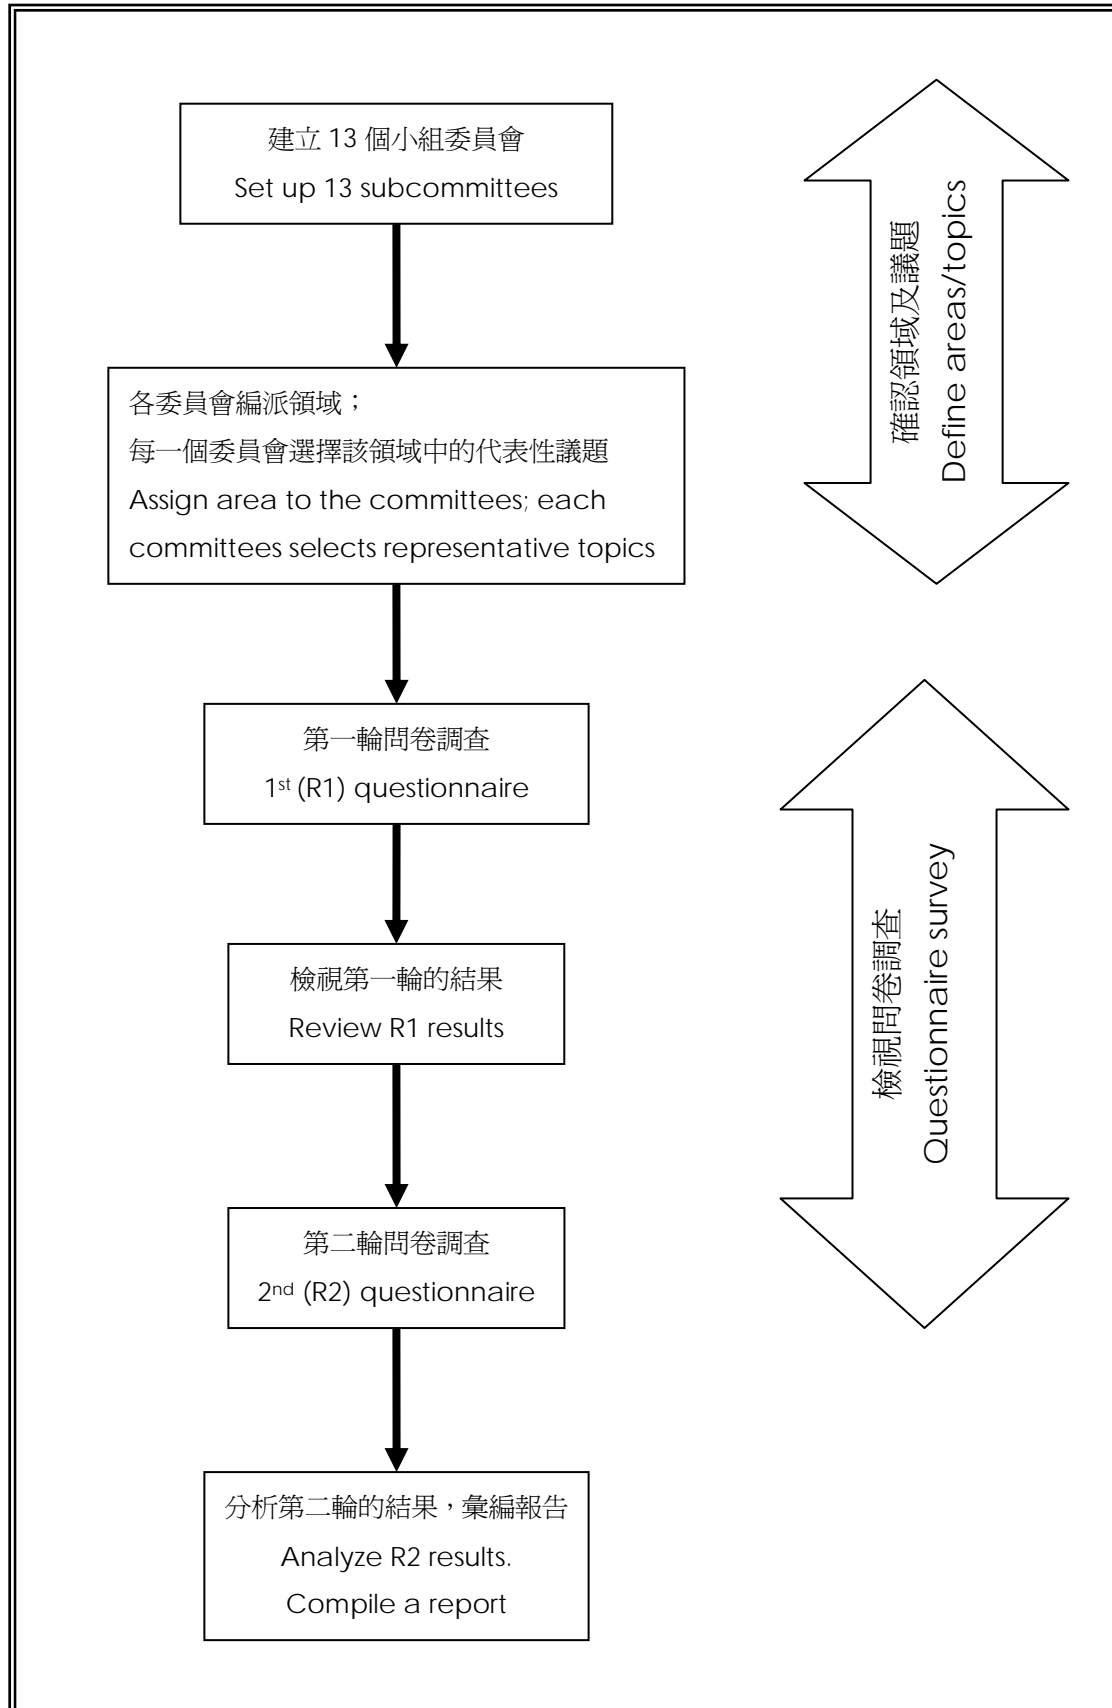 建立 13 個小組委員會
Set up 13 subcommittees
確認領域及議題
Define areas/topics
各委員會編派領域；
每一個委員會選擇該領域中的代表性議題
Assign area to the committees; each
committees selects representative topics
第一輪問卷調查
1st (R1) questionnaire
檢視第一輪的結果
Review R1 results
檢視問卷調查
Questionnaire survey
第二輪問卷調查
2nd (R2) questionnaire
分析第二輪的結果，彙編報告
Analyze R2 results.
Compile a report